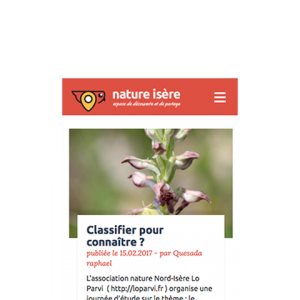 nature isère
espace de découverte et de partage
Classifier pour
connaître ?
publiée le 15.02.2017 - par Quesada
raphael
L'association nature Nord-Isère Lo
Parvi ( http://loparvi.fr ) organise une
journée d'étude sur le thème : le